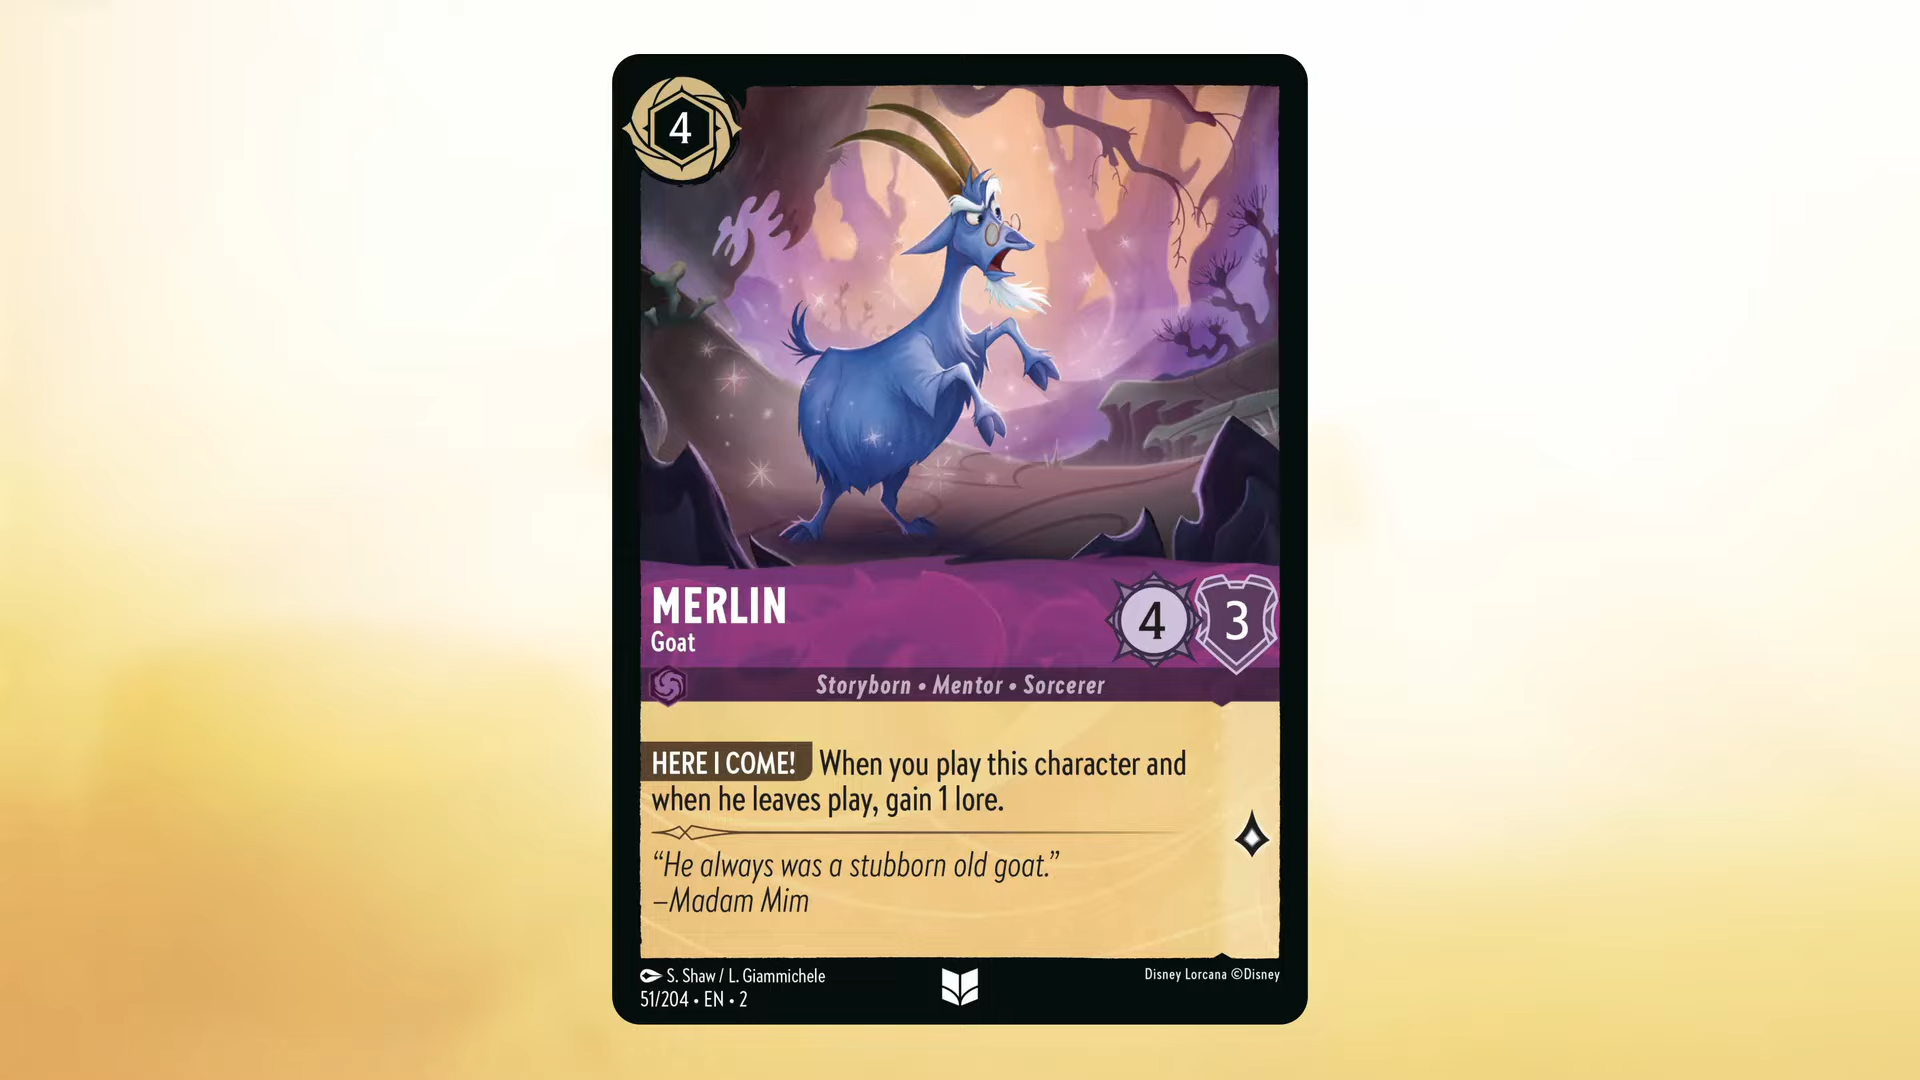 4
MERLIN
Goat
4
3
Storyborn • Mentor • Sorcerer
HERE I COME! When you play this character and
when he leaves play, gain 1 lore.
“He always was a stubborn old goat.”
–Madam Mim
S. Shaw / L. Giammichele
51/204 • EN • 2
Disney Lorcana ©Disney